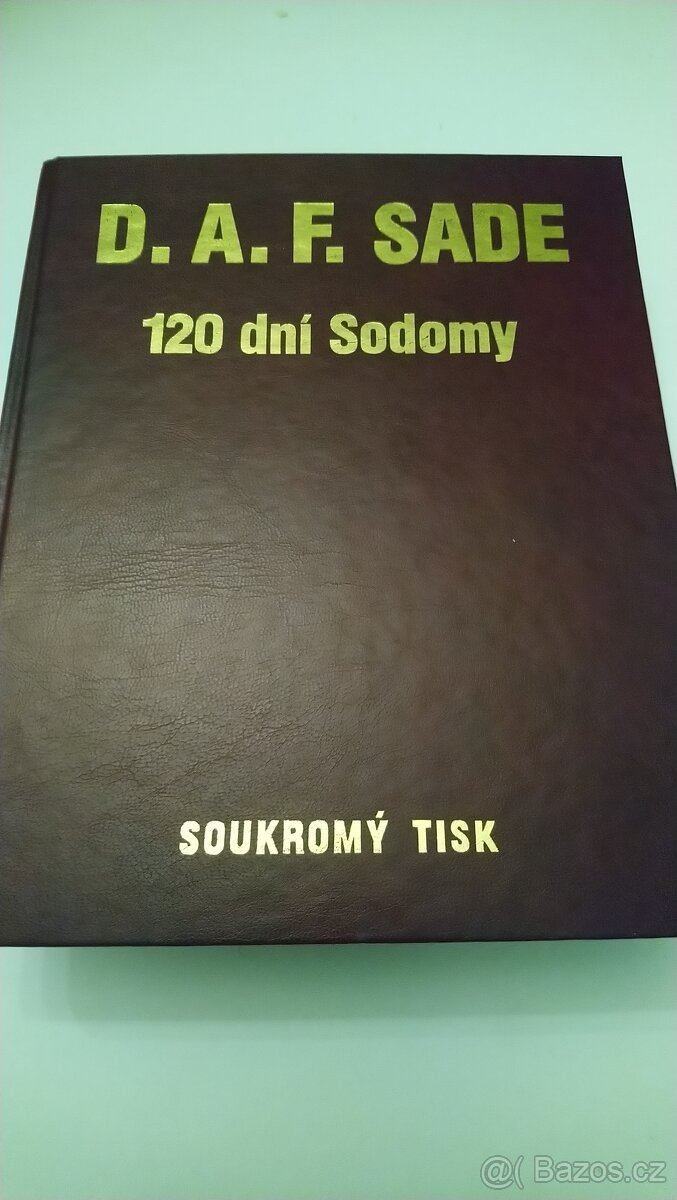 D. A. F. SADE
120 dní Sodomy
SOUKROMÝ TISK
@( Bazos.cz